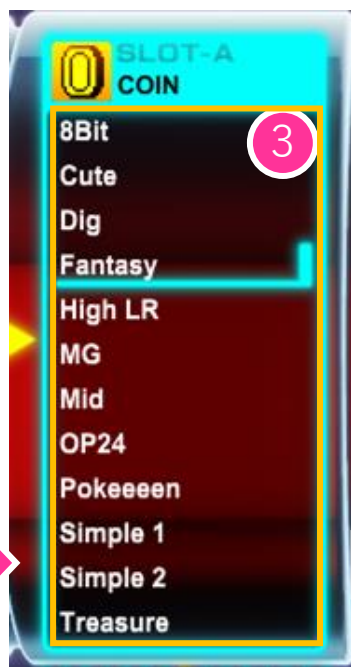 SLOT-A
COIN
3
8Bit
Cute
Dig
Fantasy
High LR
MG
Mid
OP24
Pokeeeen
Simple 1
Simple 2
Treasure